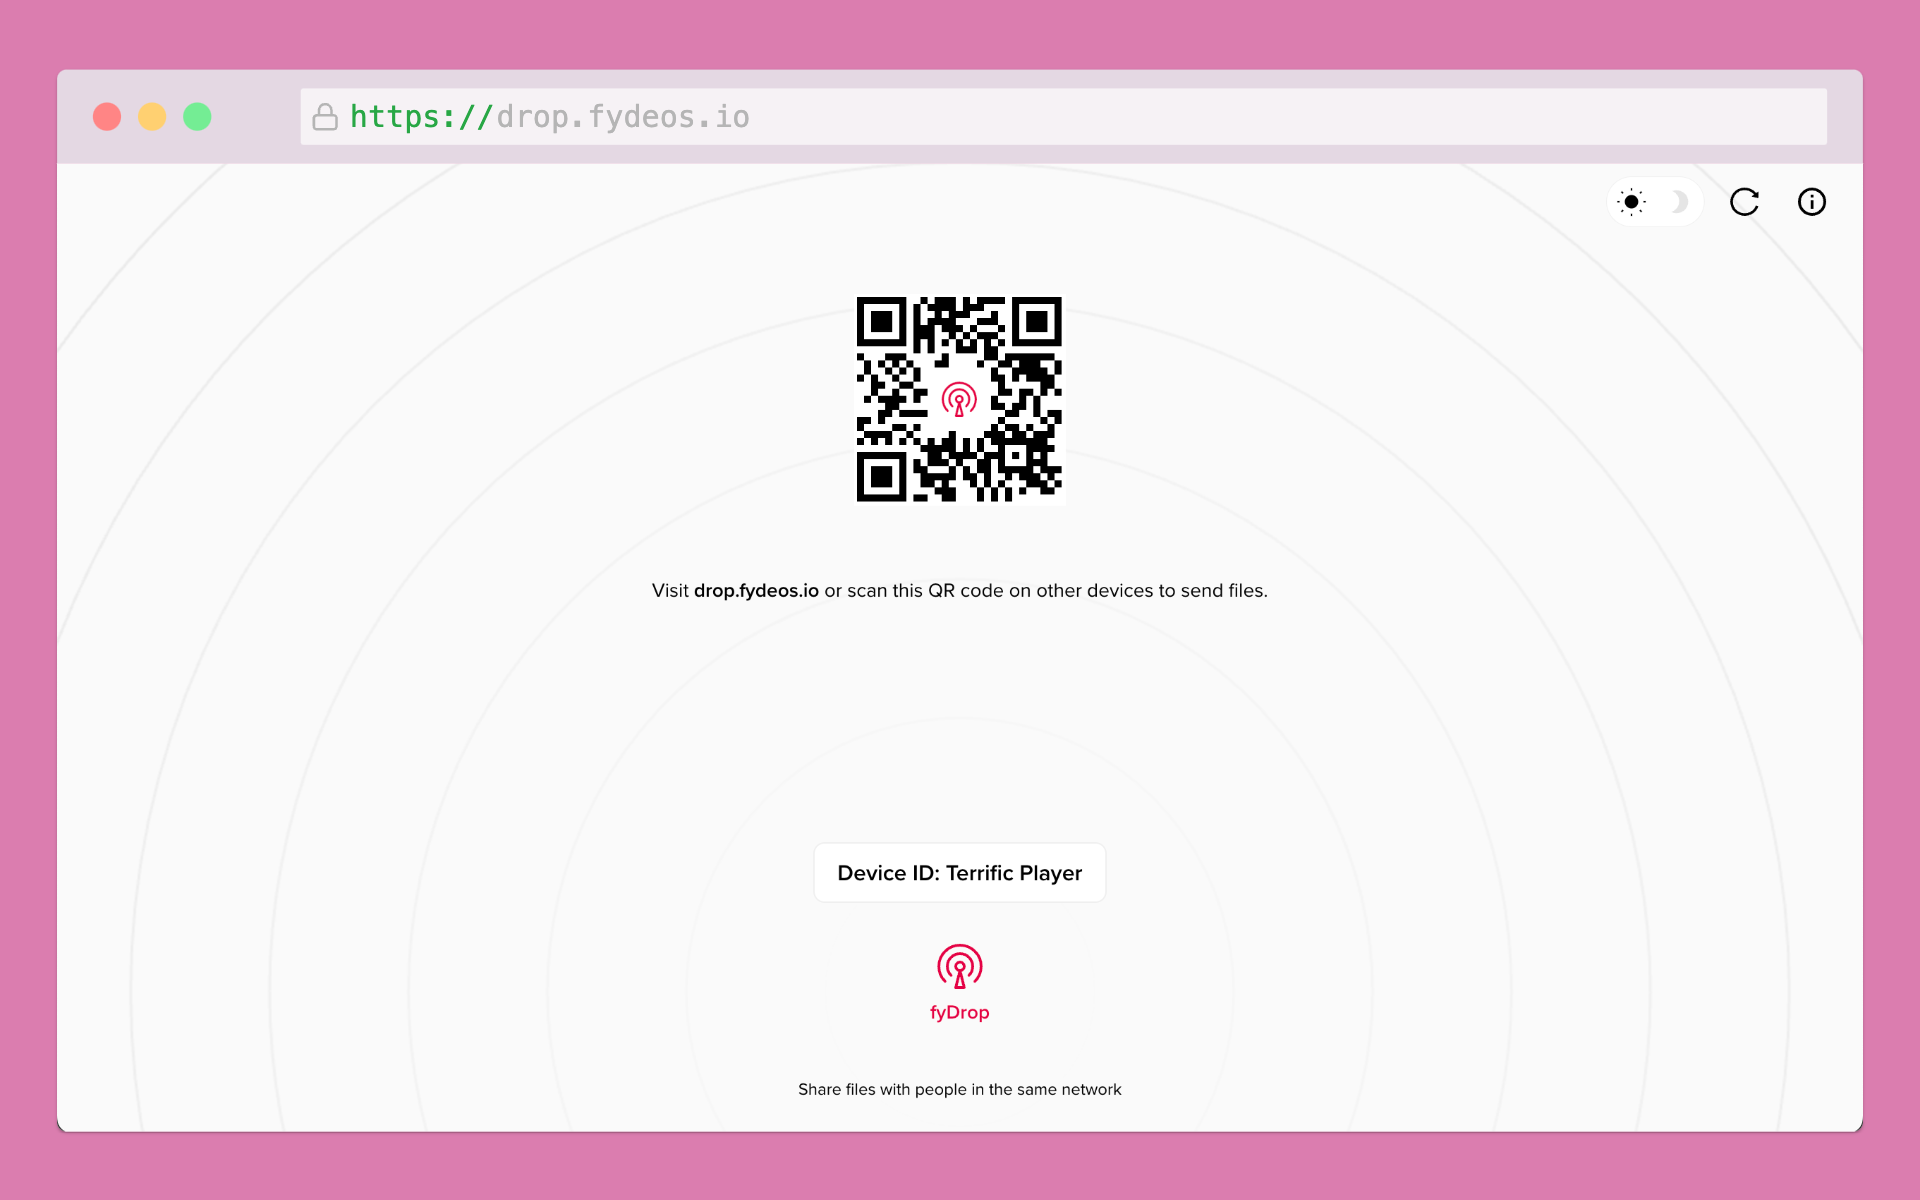 https://drop.fydeos.io
Visit drop.fydeos.io or scan this QR code on other devices to send files.
Device ID: Terrific Player
fyDrop
Share files with people in the same network